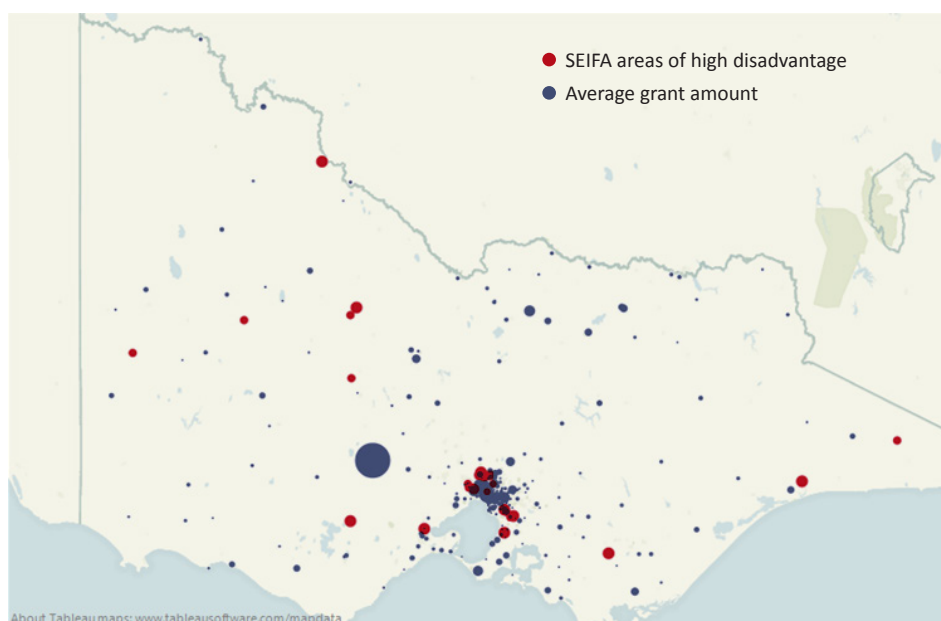 SEIFA areas of high disadvantage
Average grant amount
About Tableau maps: www.tableausoftware.com/mapdata